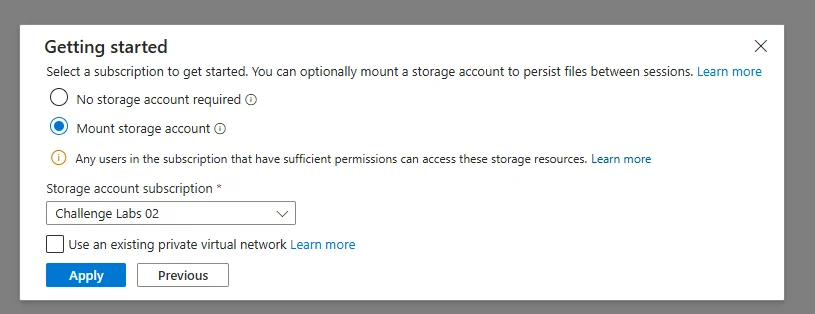 Getting started
Select a subscription to get started. You can optionally mount a storage account to persist files between sessions. Learn more
No storage account required
Mount storage account
Any users in the subscription that have sufficient permissions can access these storage resources. Learn more
Storage account subscription *
Challenge Labs 02
Use an existing private virtual network Learn more
Apply Previous